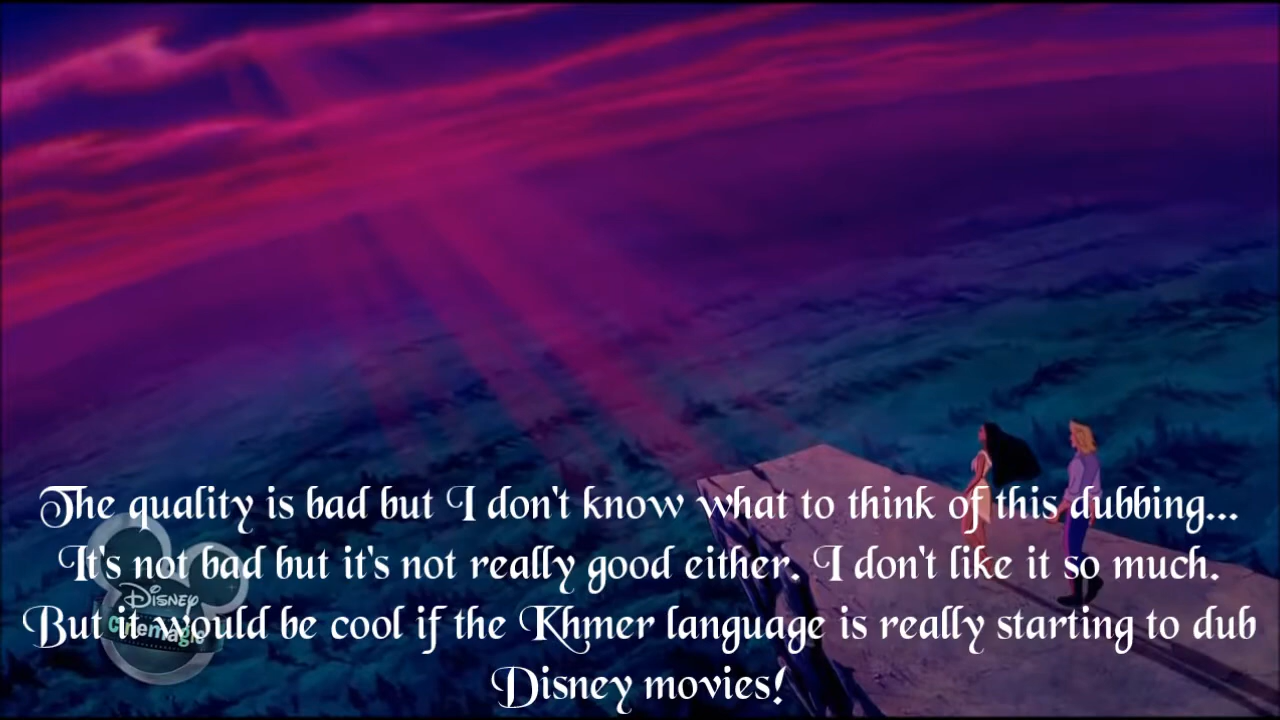 The quality is bad but I don't know what to think of this dubbing...
It's not bad but it's not really good either. I don't like it so much.
But it would be cool if the Khmer language is really starting to dub
Disney movies!
Disney
Cinemagic